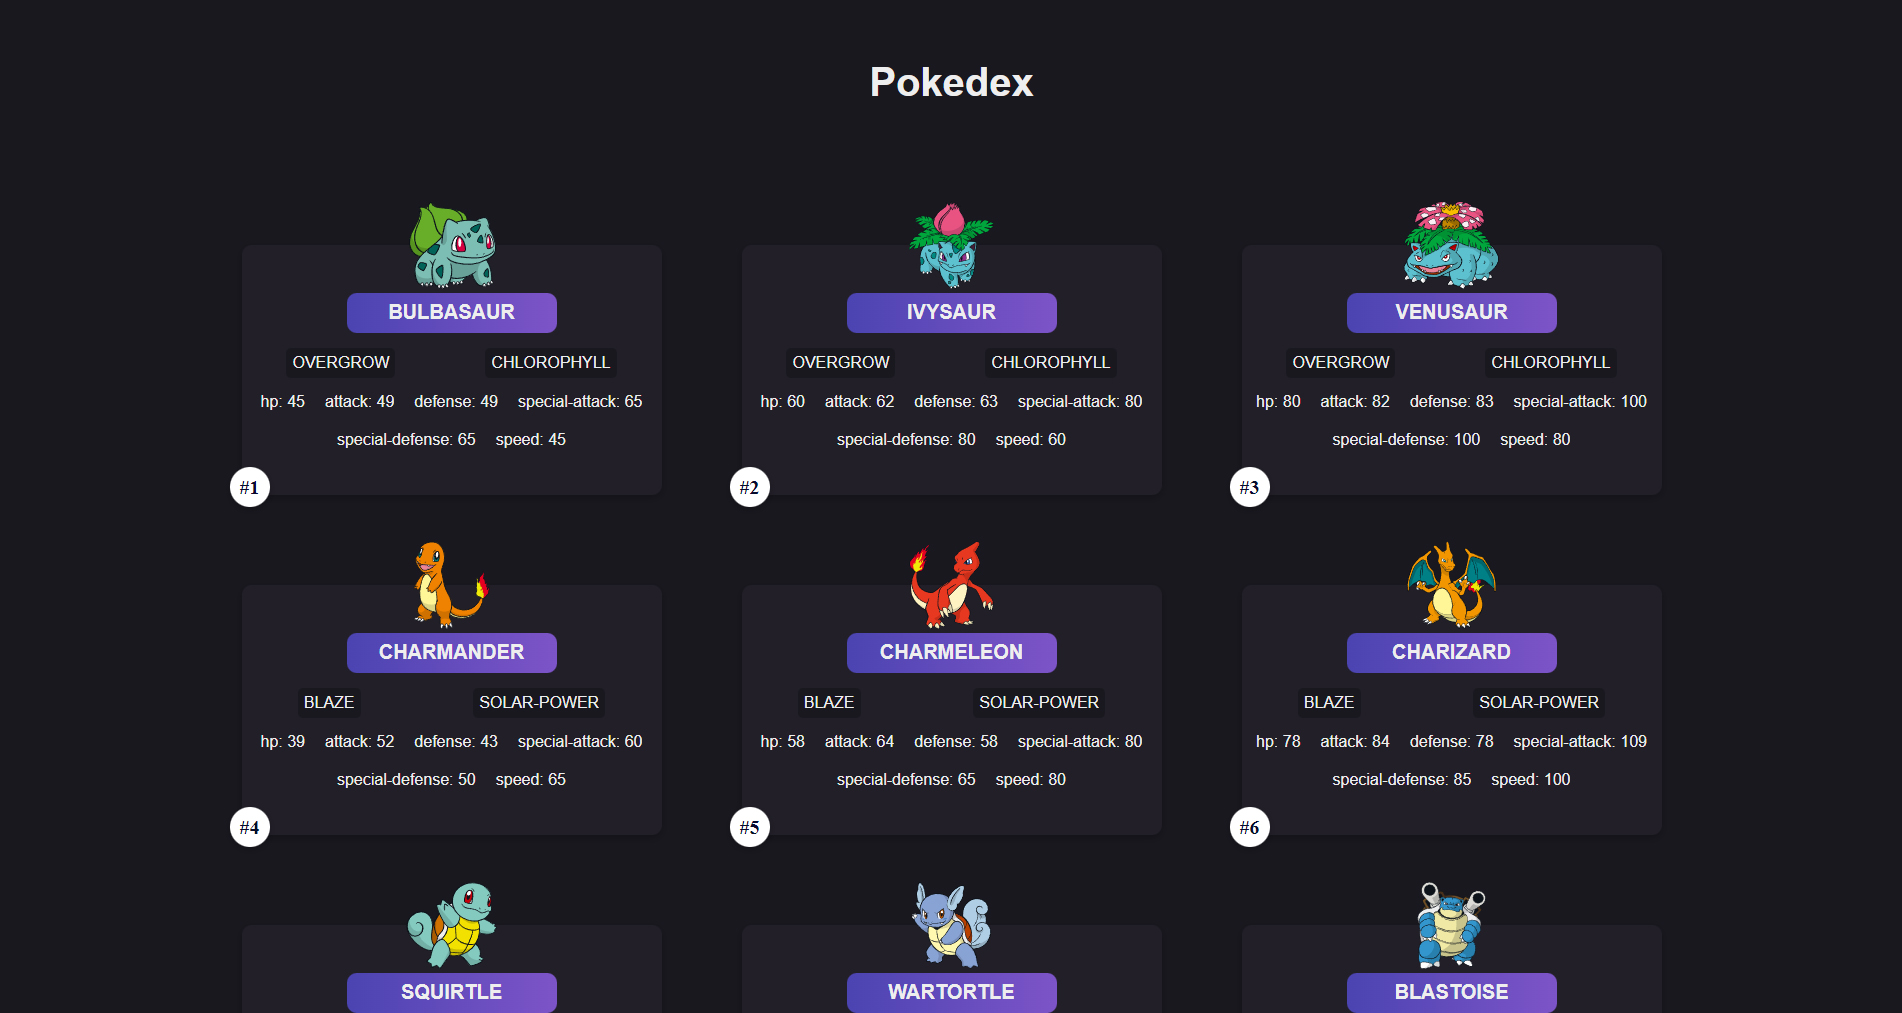 Pokedex
BULBASAUR
OVERGROW CHLOROPHYLL
hp: 45 attack: 49 defense: 49 special-attack: 65
special-defense: 65 speed: 45
#1
IVYSAUR
OVERGROW CHLOROPHYLL
hp: 60 attack: 62 defense: 63 special-attack: 80
special-defense: 80 speed: 60
#2
VENUSAUR
OVERGROW CHLOROPHYLL
hp: 80 attack: 82 defense: 83 special-attack: 100
special-defense: 100 speed: 80
#3
CHARMANDER
BLAZE SOLAR-POWER
hp: 39 attack: 52 defense: 43 special-attack: 60
special-defense: 50 speed: 65
#4
CHARMELEON
BLAZE SOLAR-POWER
hp: 58 attack: 64 defense: 58 special-attack: 80
special-defense: 65 speed: 80
#5
CHARIZARD
BLAZE SOLAR-POWER
hp: 78 attack: 84 defense: 78 special-attack: 109
special-defense: 85 speed: 100
#6
SQUIRTLE
WARTORTLE
BLASTOISE